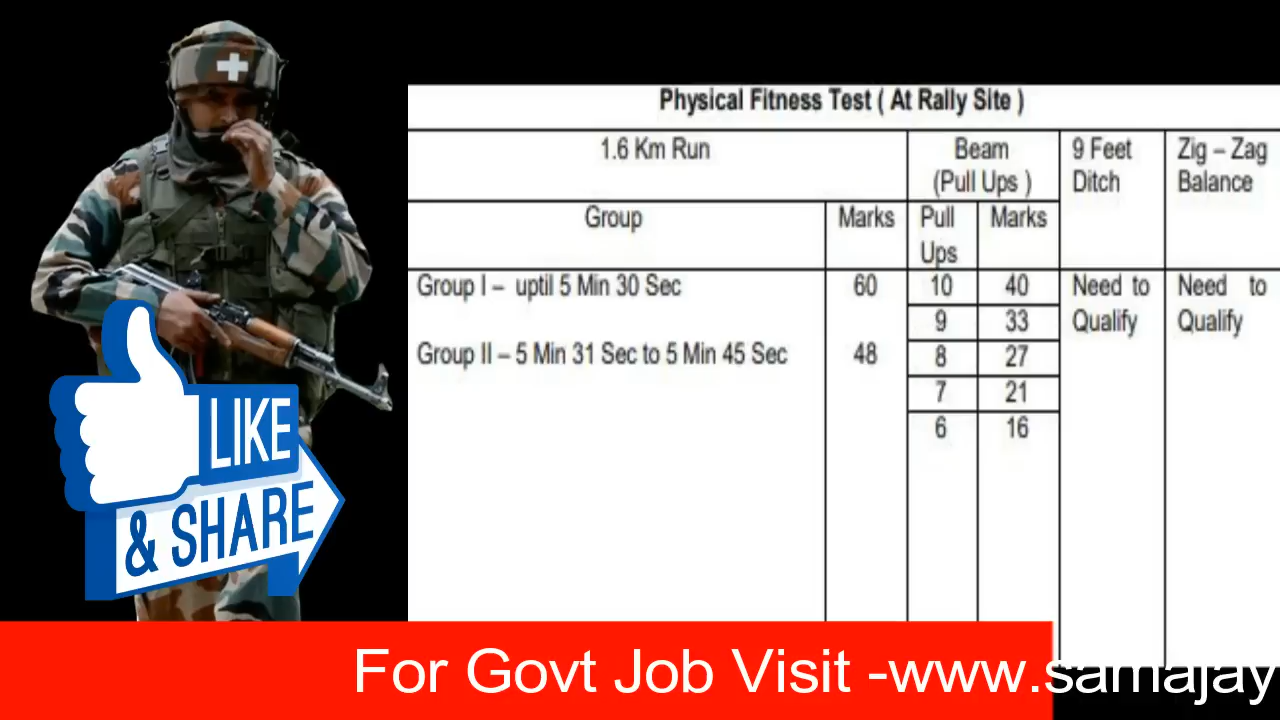 Physical Fitness Test ( At Rally Site )
1.6 Km Run
Beam
(Pull Ups )
9 Feet
Ditch
Zig – Zag
Balance
Group
Marks
Pull
Ups
Marks
Group I – uptil 5 Min 30 Sec
60
10
40
Need to
Qualify
Need to
Qualify
9
33
Group II – 5 Min 31 Sec to 5 Min 45 Sec
48
8
27
7
21
6
16
LIKE
& SHARE
For Govt Job Visit -www.samajay